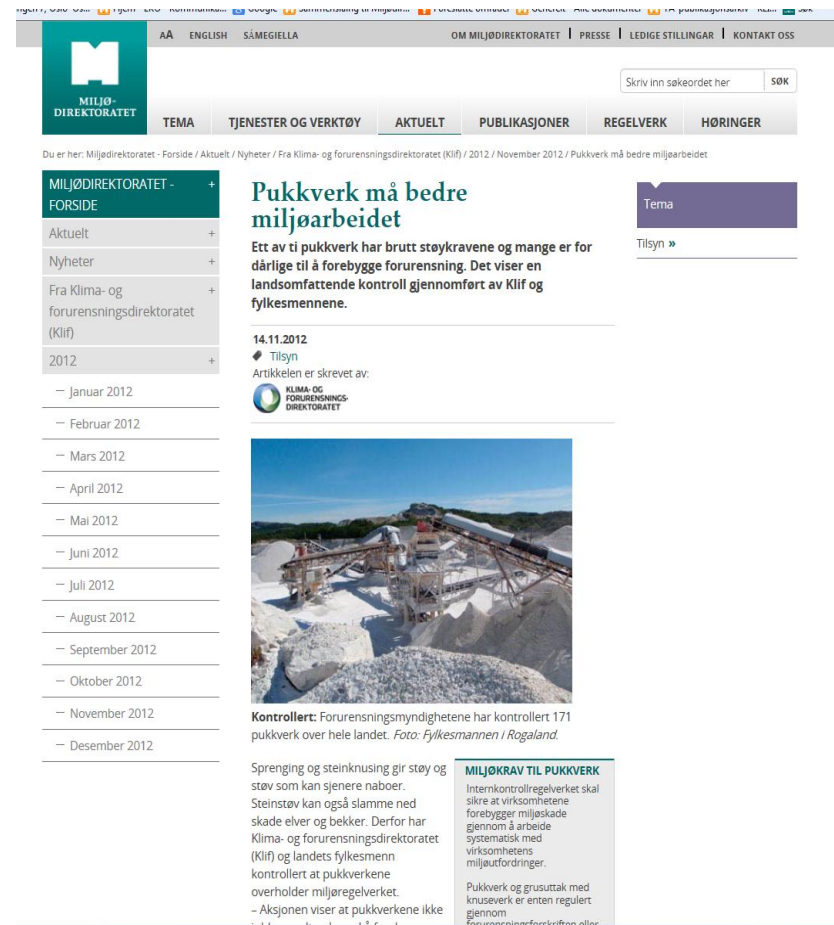 AA ENGLISH SÁMEGIELLA OM MILJØDIREKTORATET PRESSE LEDIGE STILLINGAR KONTAKT OSS
Skriv inn søkeordet her SØK
MILJØ-
DIREKTORATET
TEMA TJENESTER OG VERKTØY AKTUELT PUBLIKASJONER REGELVERK HØRINGER
Du er her: Miljødirektoratet - Forside / Aktuelt / Nyheter / Fra Klima- og forurensningsdirektoratet (Klif) / 2012 / November 2012 / Pukkverk må bedre miljøarbeidet
MILJØDIREKTORATET - +
FORSIDE
Aktuelt +
Nyheter +
Fra Klima- og +
forurensningsdirektoratet
(Klif)
2012 +
— Januar 2012
— Februar 2012
— Mars 2012
— April 2012
— Mai 2012
— Juni 2012
— Juli 2012
— August 2012
— September 2012
— Oktober 2012
— November 2012
— Desember 2012
Pukkverk må bedre
miljøarbeidet
Ett av ti pukkverk har brutt støykravene og mange er for
dårlige til å forebygge forurensning. Det viser en
landsomfattende kontroll gjennomført av Klif og
fylkesmennene.
14.11.2012
Tilsyn
Artikkelen er skrevet av:
KLIMA- OG
FORURENSNINGS-
DIREKTORATET
Kontrollert: Forurensningsmyndighetene har kontrollert 171
pukkverk over hele landet. Foto: Fylkesmannen i Rogaland.
Sprenging og steinknusing gir støy og
støv som kan sjenere naboer.
Steinstøv kan også slamme ned
skade elver og bekker. Derfor har
Klima- og forurensningsdirektoratet
(Klif) og landets fylkesmenn
kontrollert at pukkverkene
overholder miljøregelverket.
– Aksjonen viser at pukkverkene ikke
MILJØKRAV TIL PUKKVERK
Internkontrollregelverket skal
sikre at virksomhetene
forebygger miljøskade
gjennom å arbeide
systematisk med
virksomhetens
miljøutfordringer.
Pukkverk og grusuttak med
knuseverk er enten regulert
gjennom
forurensningsforskriften eller
Tema
Tilsyn »